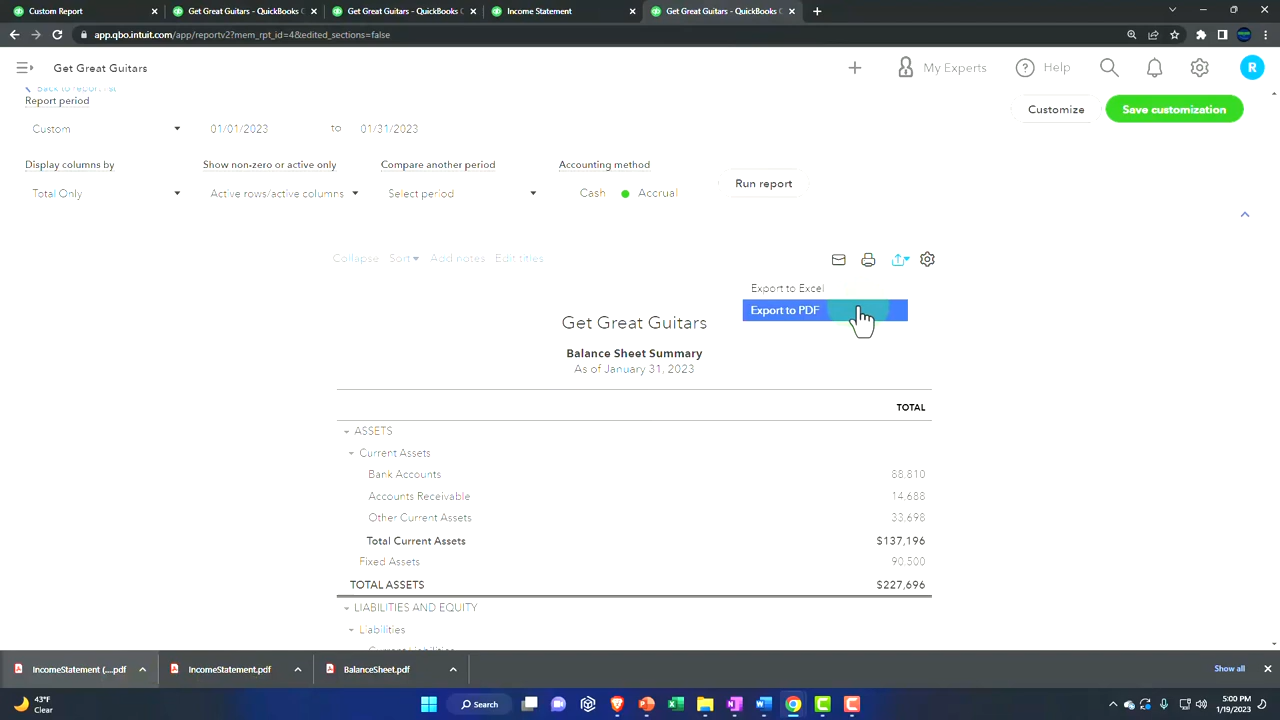 Custom Report
Get Great Guitars - QuickBooks C
Get Great Guitars - QuickBooks C
Income Statement
Get Great Guitars - QuickBooks C
app.qbo.intuit.com/app/reportv2?mem_rpt_id=4&edited_sections=false
Get Great Guitars
My Experts
Help
R
Back to report list
Report period
Custom
01/01/2023
to
01/31/2023
Customize
Save customization
Display columns by
Show non-zero or active only
Compare another period
Accounting method
Total Only
Active rows/active columns
Select period
Cash
Accrual
Run report
Collapse
Sort
Add notes
Edit titles
Export to Excel
Export to PDF
Get Great Guitars
Balance Sheet Summary
As of January 31, 2023
TOTAL
ASSETS
Current Assets
Bank Accounts 88,810
Accounts Receivable 14,688
Other Current Assets 33,698
Total Current Assets $137,196
Fixed Assets 90,500
TOTAL ASSETS $227,696
LIABILITIES AND EQUITY
Liabilities
Current Liabilities
IncomeStatement (....pdf
IncomeStatement.pdf
BalanceSheet.pdf
Show all
43°F
Clear
Search
5:00 PM
1/19/2023